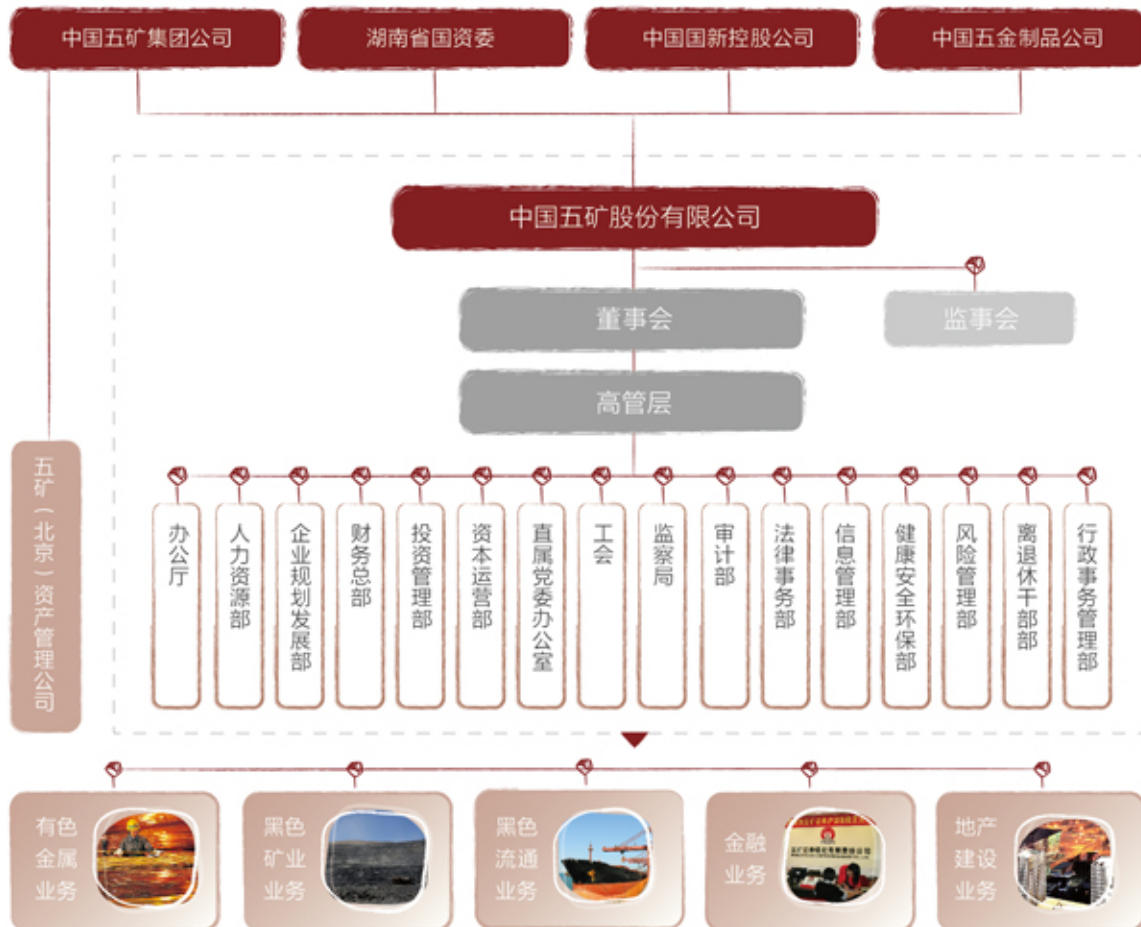 中国五矿集团公司
湖南省国资委
中国国新控股公司
中国五金制品公司
中国五矿股份有限公司
董事会
监事会
高管层
五矿（北京）资产管理公司
办公厅
人力资源部
企业规划发展部
财务总部
投资管理部
资本运营部
直属党委办公室
工会
监察局
审计部
法律事务部
信息管理部
健康安全环保部
风险管理部
离退休干部部
行政事务管理部
有色
金属
业务
黑色
矿业
业务
黑色
流通
业务
金融
业务
地产
建设
业务